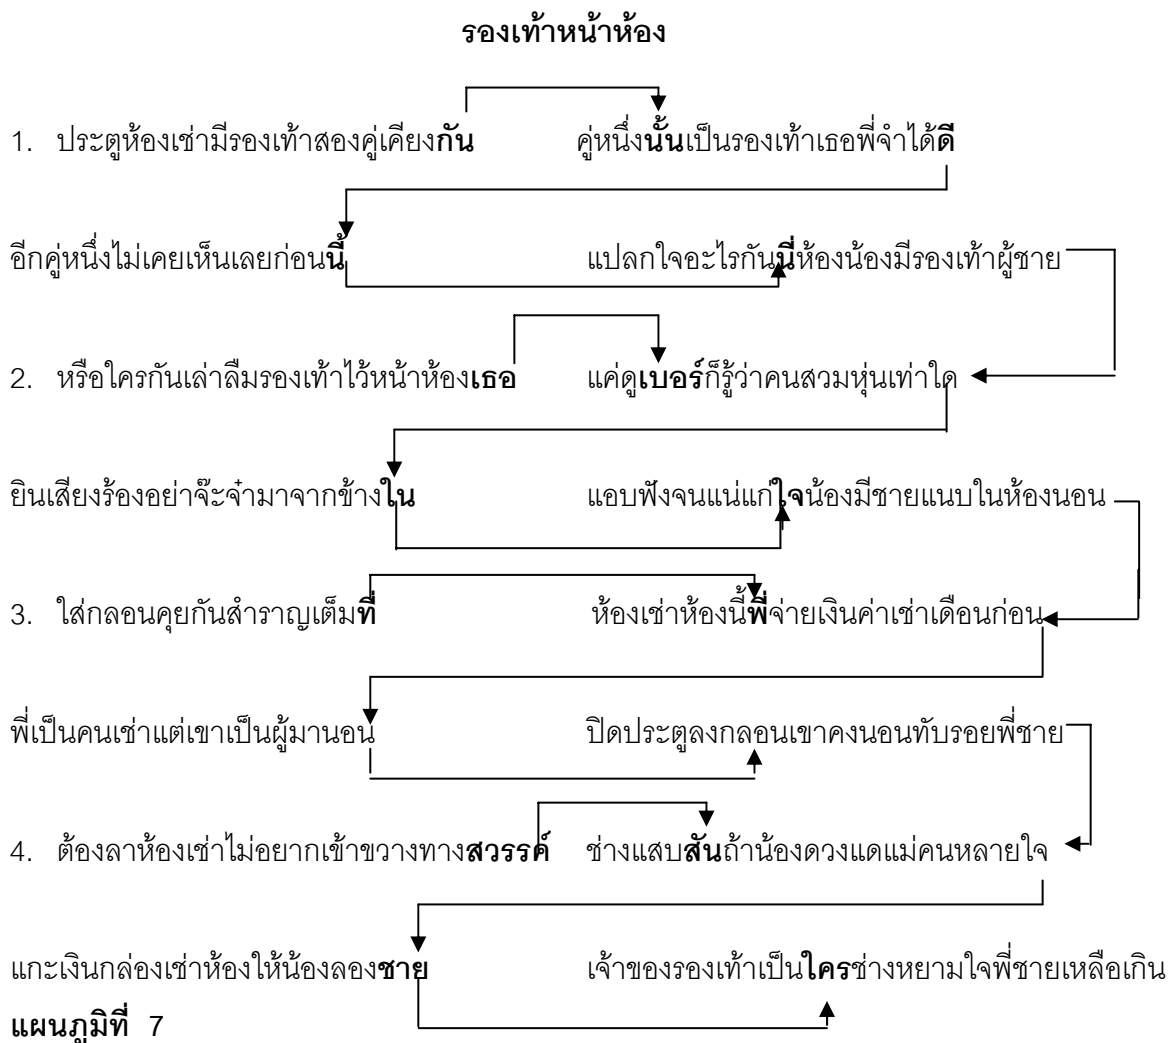 รองเท้าหน้าห้อง
1. ประตูห้องเช่ามีรองเท้าสองคู่เคียงกัน คู่หนึ่งนั้นเป็นรองเท้าเธอพี่จำได้ดี
อีกคู่หนึ่งไม่เคยเห็นเลยก่อนนี้ แปลกใจอะไรกันนี่ห้องน้องมีรองเท้าผู้ชาย
2. หรือใครกันเล่าลืมรองเท้าไว้หน้าห้องเธอ แค่ดูเบอร์ก็รู้ว่าคนสวมหุ่นเท่าใด
ยินเสียงร้องอย่าจ๊ะจ๋ามาจากข้างใน แอบฟังจนแน่แก่ใจน้องมีชายแนบในห้องนอน
3. ใส่กลอนคุยกันสำราญเต็มที่ ห้องเช่าห้องนี้พี่จ่ายเงินค่าเช่าเดือนก่อน
พี่เป็นคนเช่าแต่เขาเป็นผู้มานอน ปิดประตูลงกลอนเขาคงนอนทับรอยพี่ชาย
4. ต้องลาห้องเช่าไม่อยากเข้าขวางทางสวรรค์ ช่างแสบสันถ้าน้องดวงแดแม่คนหลายใจ
แกะเงินกล่องเช่าห้องให้น้องลองชาย เจ้าของรองเท้าเป็นใครช่างหยามใจพี่ชายเหลือเกิน
แผนภูมิที่ 7